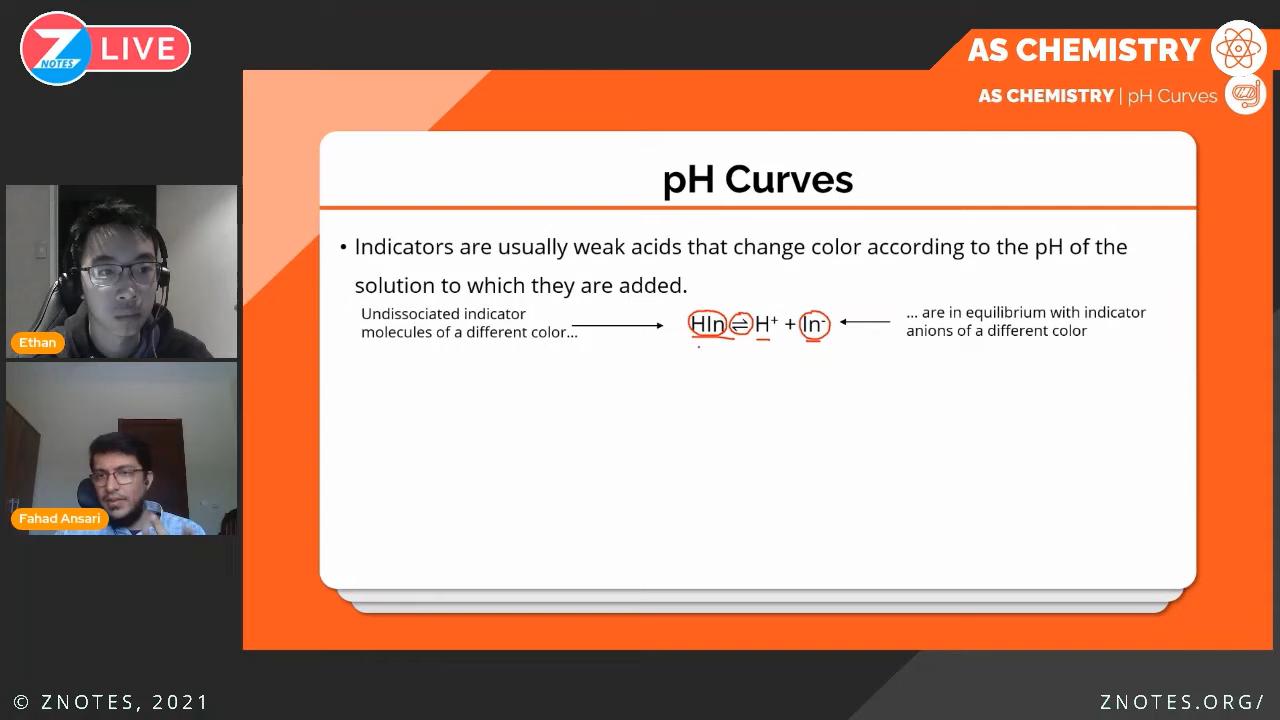 Z NOTES LIVE
AS CHEMISTRY
AS CHEMISTRY | pH Curves
pH Curves
• Indicators are usually weak acids that change color according to the pH of the
solution to which they are added.
Undissociated indicator
molecules of a different color...
HIn ⇌ H⁺ + In⁻
... are in equilibrium with indicator
anions of a different color
Ethan
Fahad Ansari
© ZNOTES, 2021
ZNOTES.ORG/